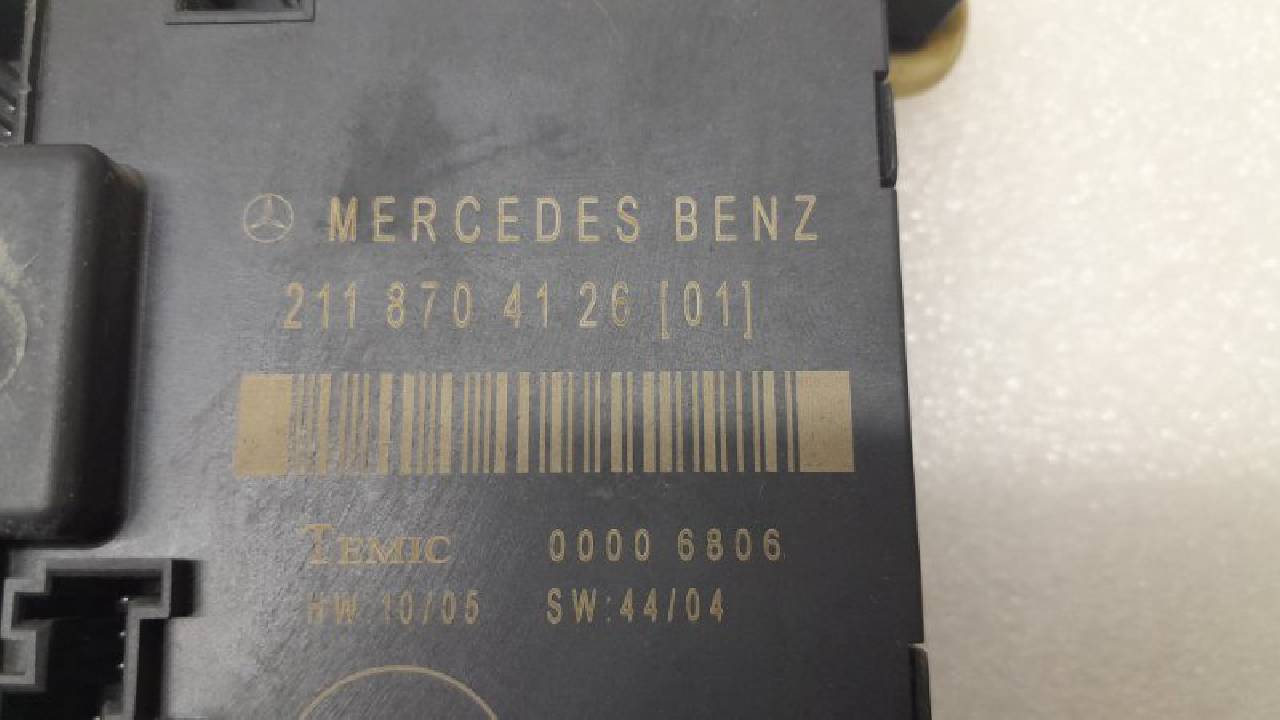 MERCEDES BENZ
211 870 41 26 [01]
TEMIC 0000 6806
HW 10/05 SW:44/04